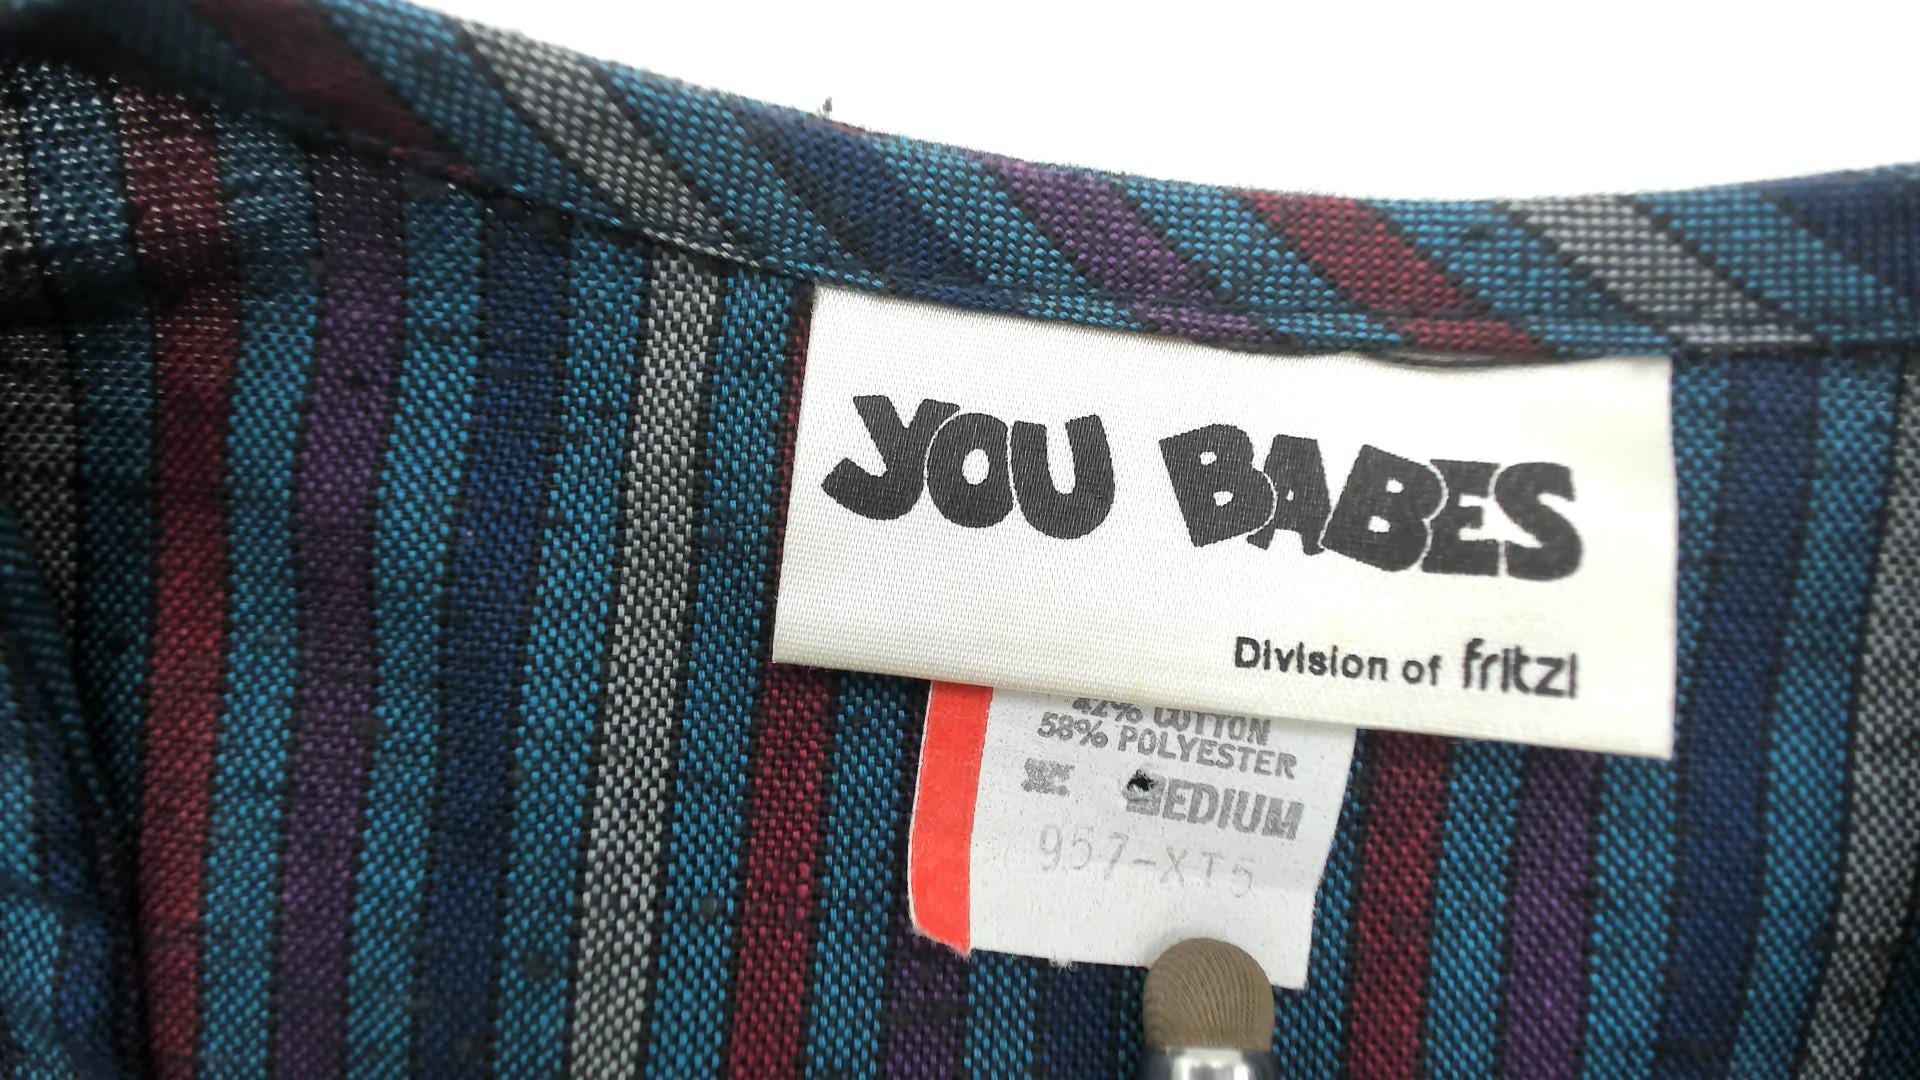 YOU BABES
Division of fritzi
42% COTTON
58% POLYESTER
MEDIUM
957-XT5